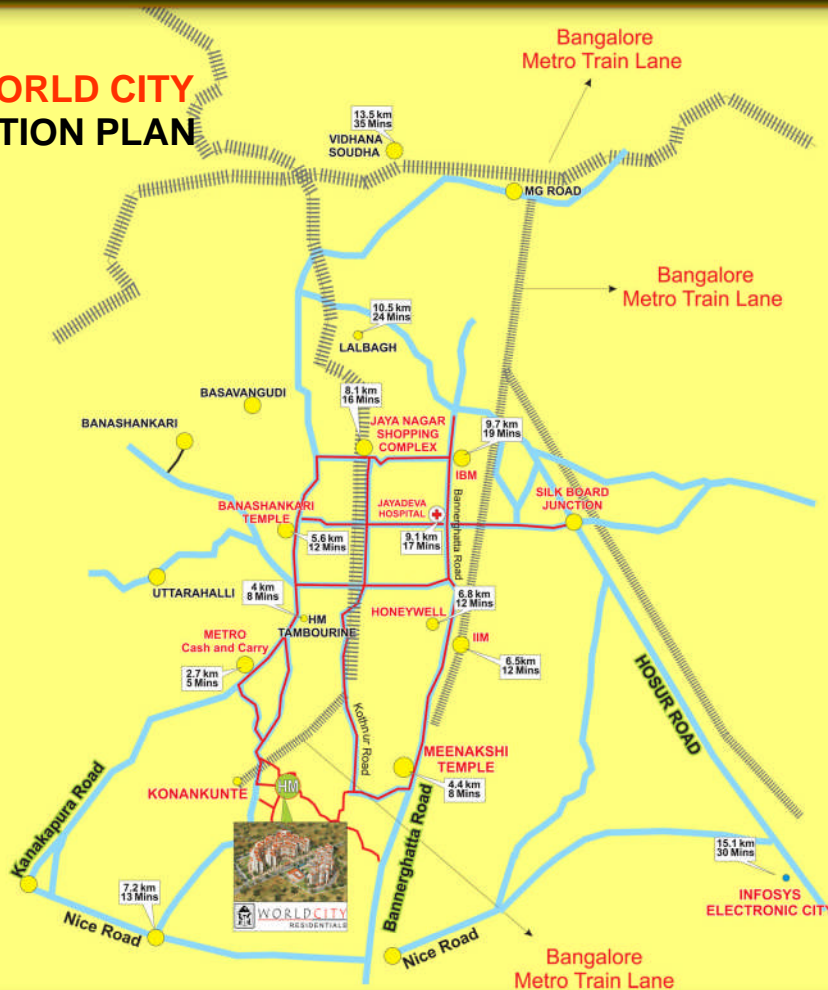 ORLD CITY
TION PLAN
Bangalore
Metro Train Lane
13.5 km
35 Mins
VIDHANA
SOUDHA
MG ROAD
Bangalore
Metro Train Lane
10.5 km
24 Mins
LALBAGH
BASAVANGUDI
8.1 km
16 Mins
BANASHANKARI
JAYA NAGAR
SHOPPING
COMPLEX
9.7 km
19 Mins
IBM
BANASHANKARI
TEMPLE
JAYADEVA
HOSPITAL
Bannerghatta Road
SILK BOARD
JUNCTION
5.6 km
12 Mins
9.1 km
17 Mins
UTTARAHALLI
4 km
8 Mins
HM
TAMBOURINE
HONEYWELL
6.8 km
12 Mins
IIM
METRO
Cash and Carry
2.7 km
5 Mins
6.5km
12 Mins
HOSUR ROAD
Kothnur Road
MEENAKSHI
TEMPLE
4.4 km
8 Mins
KONANKUNTE
HM
Kanakapura Road
Bannerghatta Road
15.1 km
30 Mins
INFOSYS
ELECTRONIC CITY
7.2 km
13 Mins
WORLDCITY
RESIDENTIALS
Nice Road
Nice Road
Bangalore
Metro Train Lane